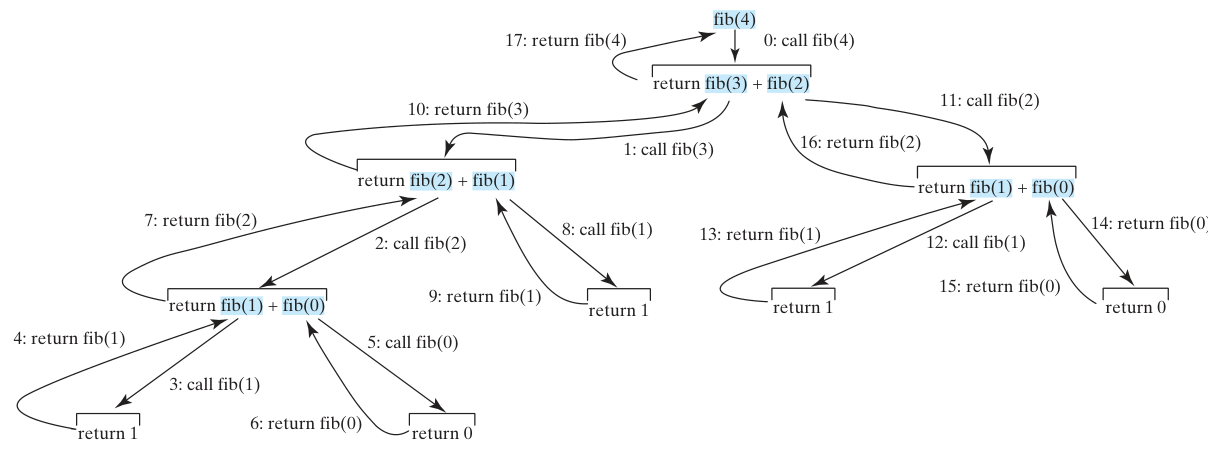 fib(4)
17: return fib(4)
0: call fib(4)
return fib(3) + fib(2)
10: return fib(3)
11: call fib(2)
1: call fib(3)
16: return fib(2)
return fib(2) + fib(1)
return fib(1) + fib(0)
7: return fib(2)
2: call fib(2)
8: call fib(1)
13: return fib(1)
12: call fib(1)
14: return fib(0)
9: return fib(1)
15: return fib(0)
return fib(1) + fib(0)
return 1
return 1
return 0
4: return fib(1)
5: call fib(0)
3: call fib(1)
6: return fib(0)
return 1
return 0